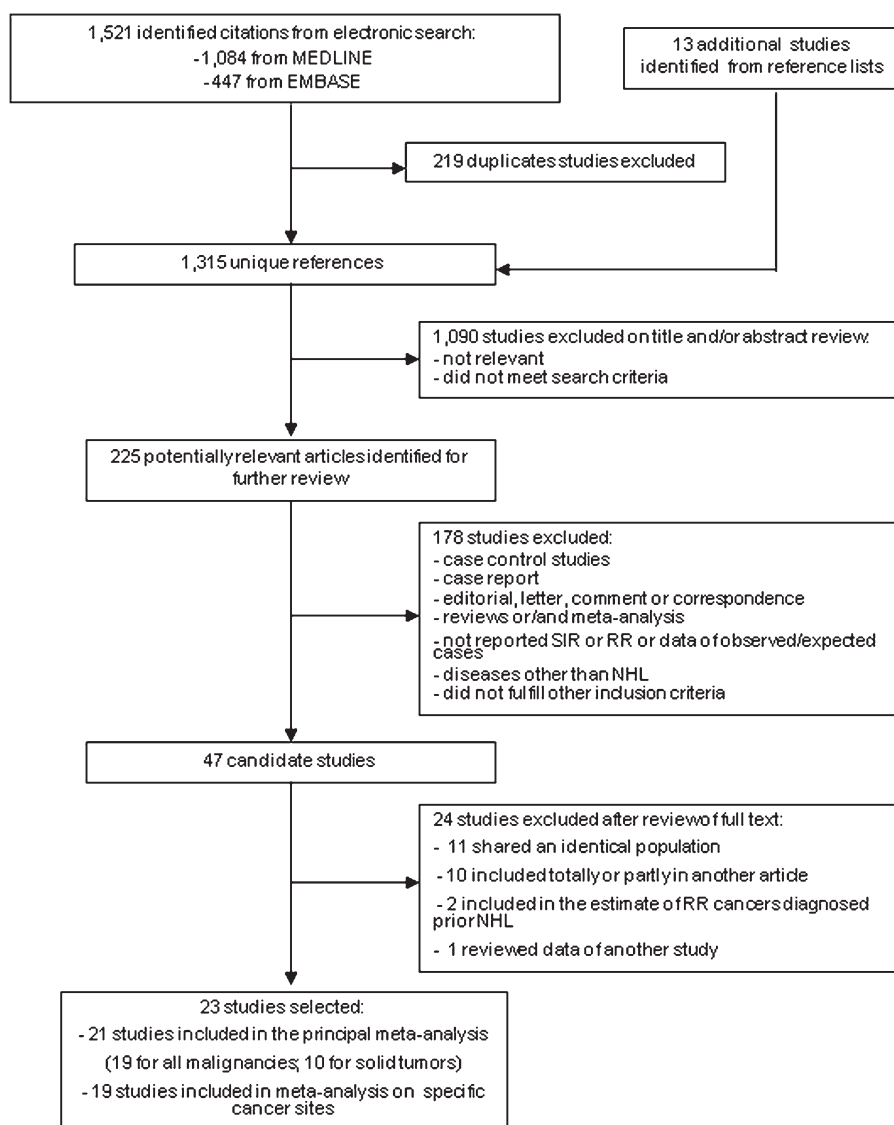 1,521 identified citations from electronic search:
-1,084 from MEDLINE
-447 from EMBASE
13 additional studies
identified from reference lists
219 duplicates studies excluded
1,315 unique references
1,090 studies excluded on title and/or abstract review:
- not relevant
- did not meet search criteria
225 potentially relevant articles identified for
further review
178 studies excluded:
- case control studies
- case report
- editorial, letter, comment or correspondence
- reviews or/and meta-analysis
- not reported SIR or RR or data of observed/expected
cases
- diseases other than NHL
- did not fulfill other inclusion criteria
47 candidate studies
24 studies excluded after review of full text:
- 11 shared an identical population
- 10 included totally or partly in another article
- 2 included in the estimate of RR cancers diagnosed
prior NHL
- 1 reviewed data of another study
23 studies selected:
- 21 studies included in the principal meta-analysis
(19 for all malignancies; 10 for solid tumors)
- 19 studies included in meta-analysis on specific
cancer sites